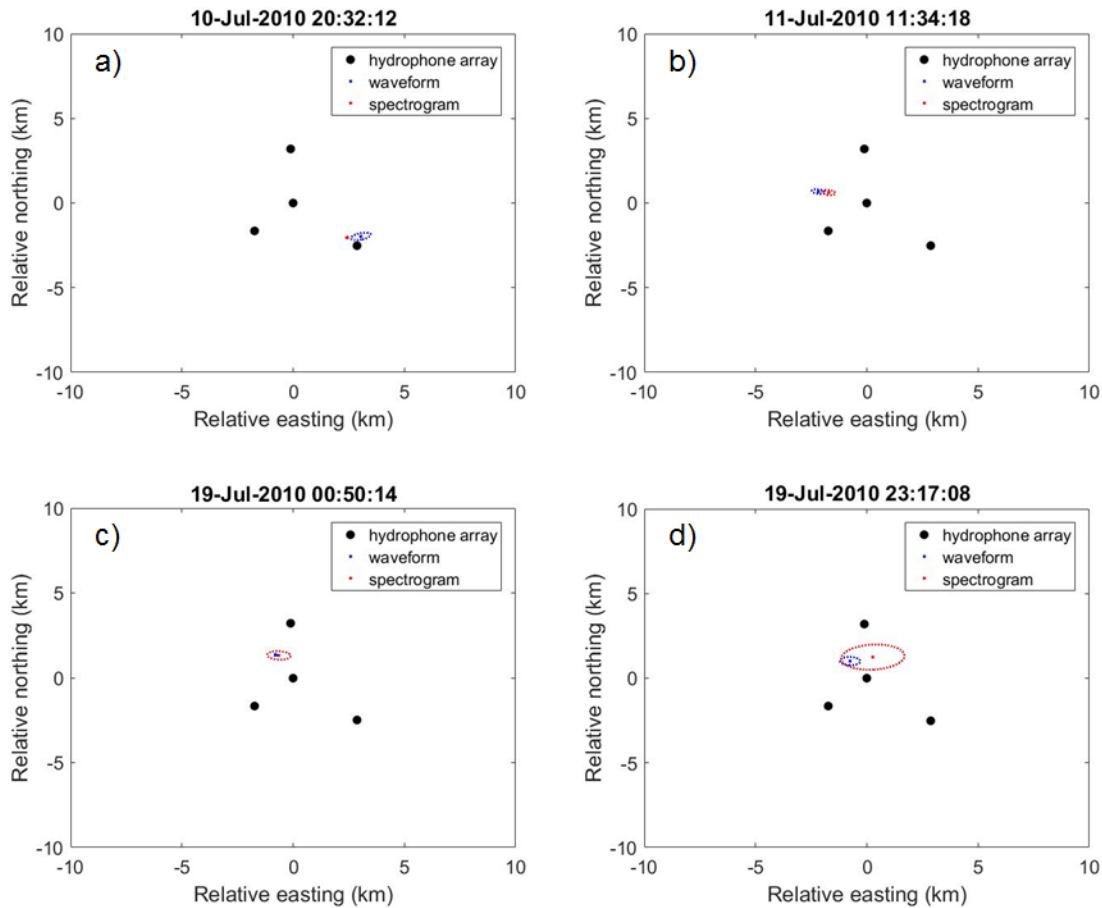 10-Jul-2010 20:32:12
a)
hydrophone array
waveform
spectrogram
10
5
0
-5
-10
Relative northing (km)
-10 -5 0 5 10
Relative easting (km)
11-Jul-2010 11:34:18
b)
hydrophone array
waveform
spectrogram
10
5
0
-5
-10
Relative northing (km)
-10 -5 0 5 10
Relative easting (km)
19-Jul-2010 00:50:14
c)
hydrophone array
waveform
spectrogram
10
5
0
-5
-10
Relative northing (km)
-10 -5 0 5 10
Relative easting (km)
19-Jul-2010 23:17:08
d)
hydrophone array
waveform
spectrogram
10
5
0
-5
-10
Relative northing (km)
-10 -5 0 5 10
Relative easting (km)